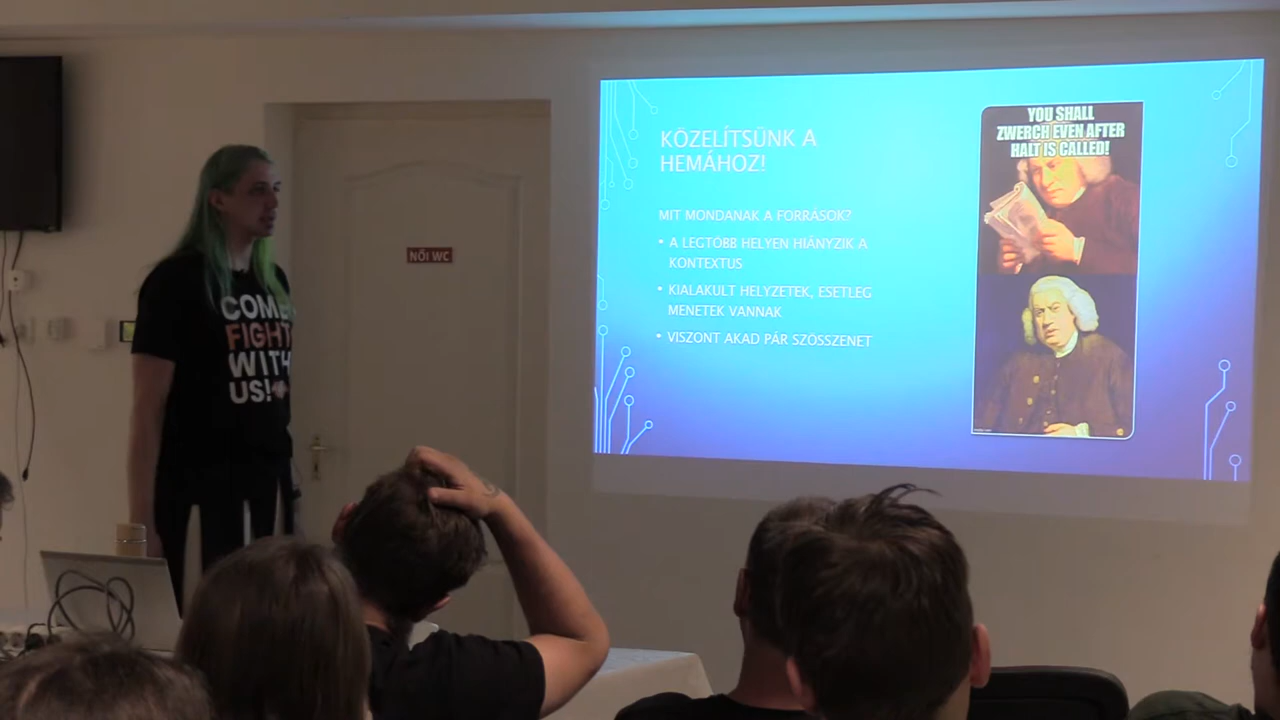 NŐI WC
COME
FIGHT
WITH
US!
KÖZELÍTSÜNK A
HEMÁHOZ!
MIT MONDANAK A FORRÁSOK?
• A LEGTÖBB HELYEN HIÁNYZIK A
KONTEXTUS
• KIALAKULT HELYZETEK, ESETLEG
MENETEK VANNAK
• VISZONT AKAD PÁR SZÖSSZENET
YOU SHALL
ZWERCH EVEN AFTER
HALT IS CALLED!